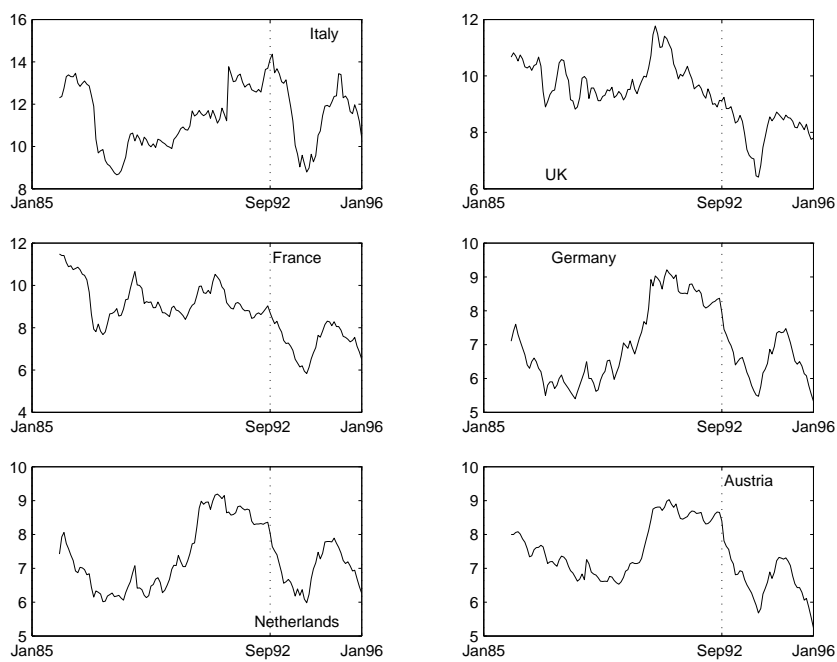 16
14
12
10
8
Italy
Jan85
Sep92
Jan96
12
10
8
6
UK
Jan85
Sep92
Jan96
12
10
8
6
4
France
Jan85
Sep92
Jan96
10
9
8
7
6
5
Germany
Jan85
Sep92
Jan96
10
9
8
7
6
5
Netherlands
Jan85
Sep92
Jan96
10
9
8
7
6
5
Austria
Jan85
Sep92
Jan96